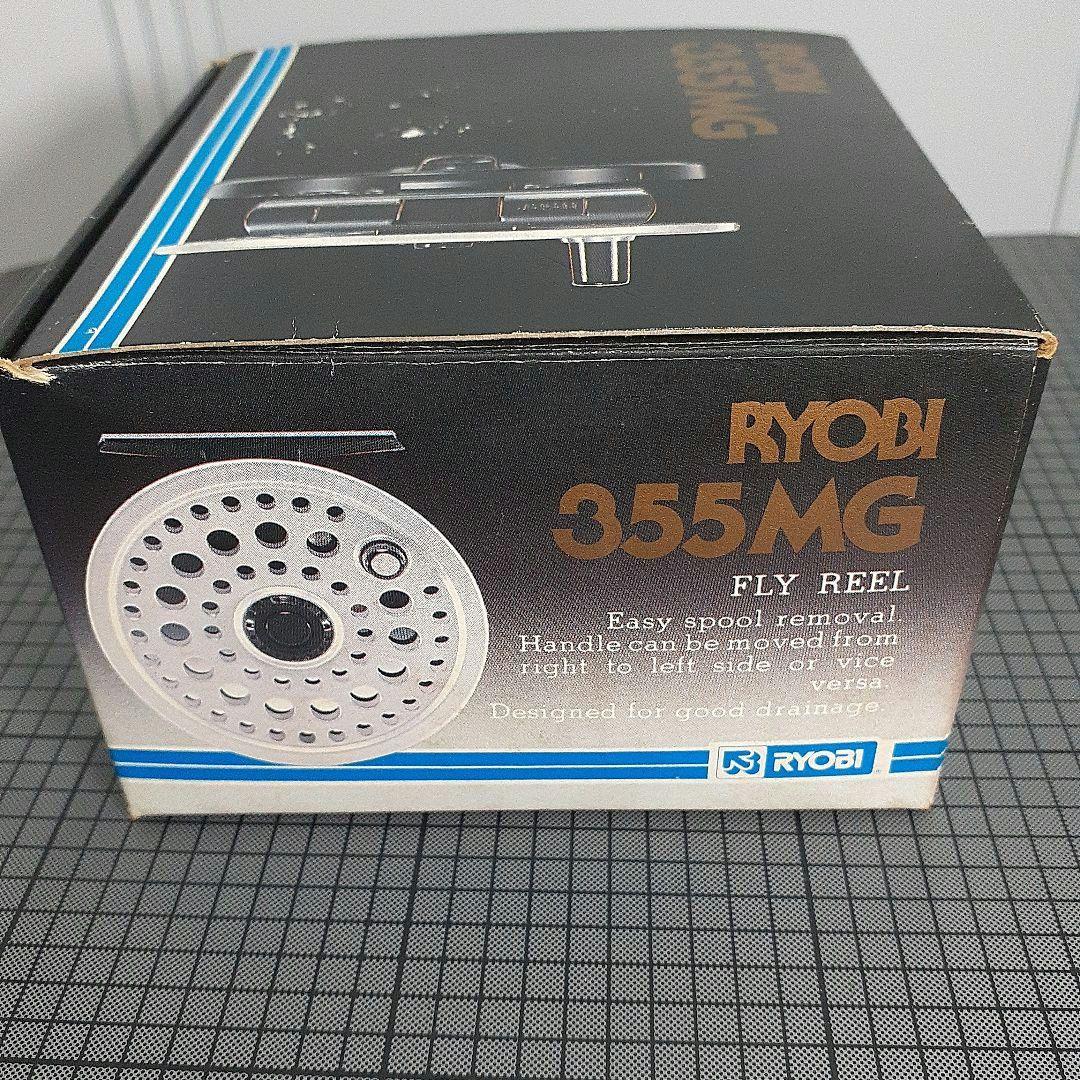 RYOBI
355MG
RYOBI
355MG
FLY REEL
Easy spool removal.
Handle can be moved from
right to left side or vice
versa.
Designed for good drainage.
RYOBI